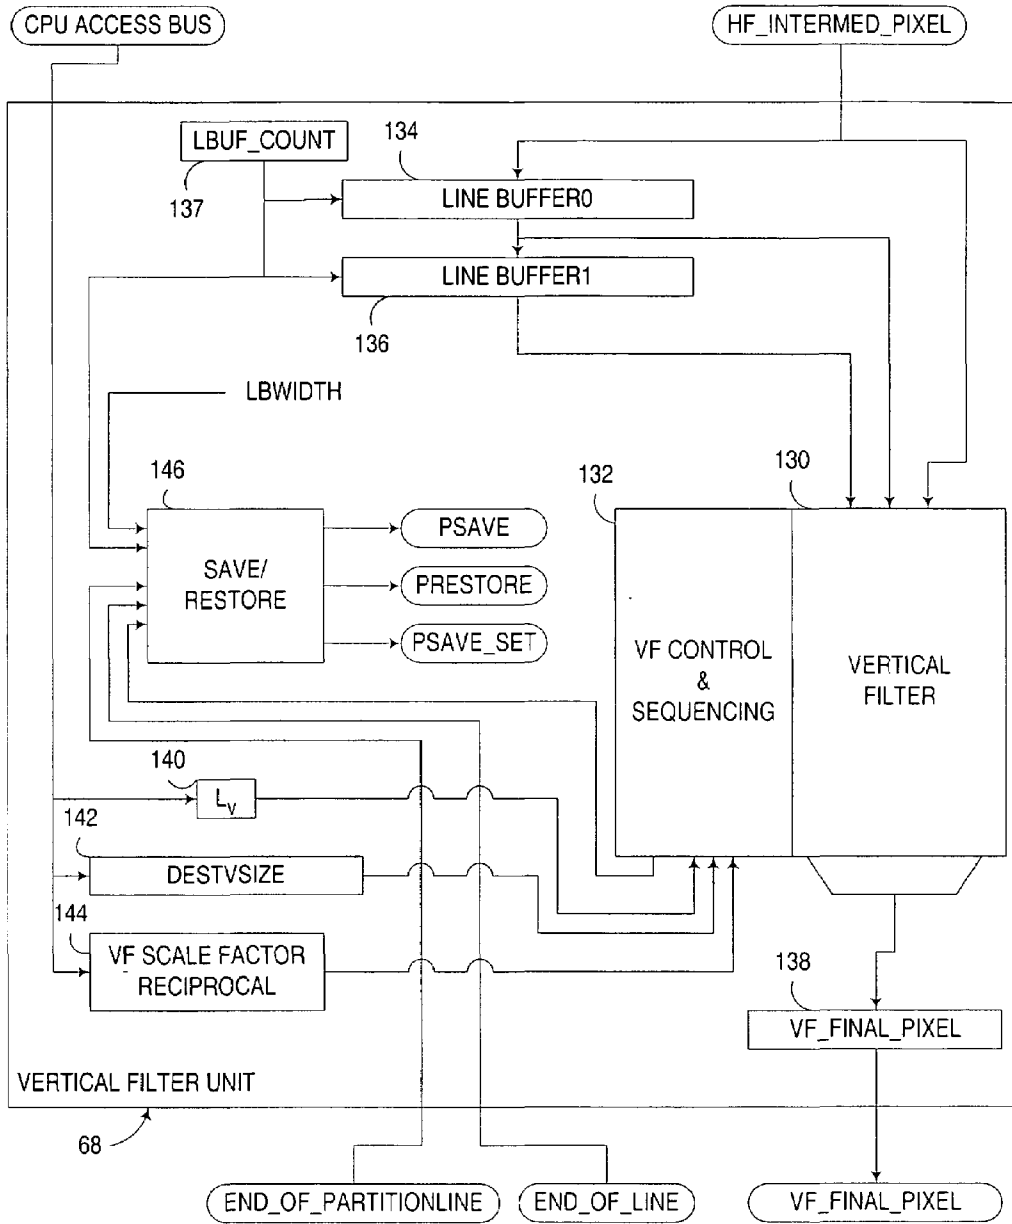 CPU ACCESS BUS
HF_INTERMED_PIXEL
LBUF_COUNT
137
134
LINE BUFFER0
LINE BUFFER1
136
LBWIDTH
146
SAVE/
RESTORE
PSAVE
PRESTORE
PSAVE_SET
132
130
VF CONTROL
&
SEQUENCING
VERTICAL
FILTER
140
LV
142
DESTVSIZE
144
VF SCALE FACTOR
RECIPROCAL
138
VF_FINAL_PIXEL
VERTICAL FILTER UNIT
68
END_OF_PARTITIONLINE
END_OF_LINE
VF_FINAL_PIXEL